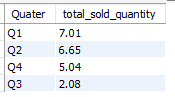 Quater total_sold_quantity
Q1 7.01
Q2 6.65
Q4 5.04
Q3 2.08